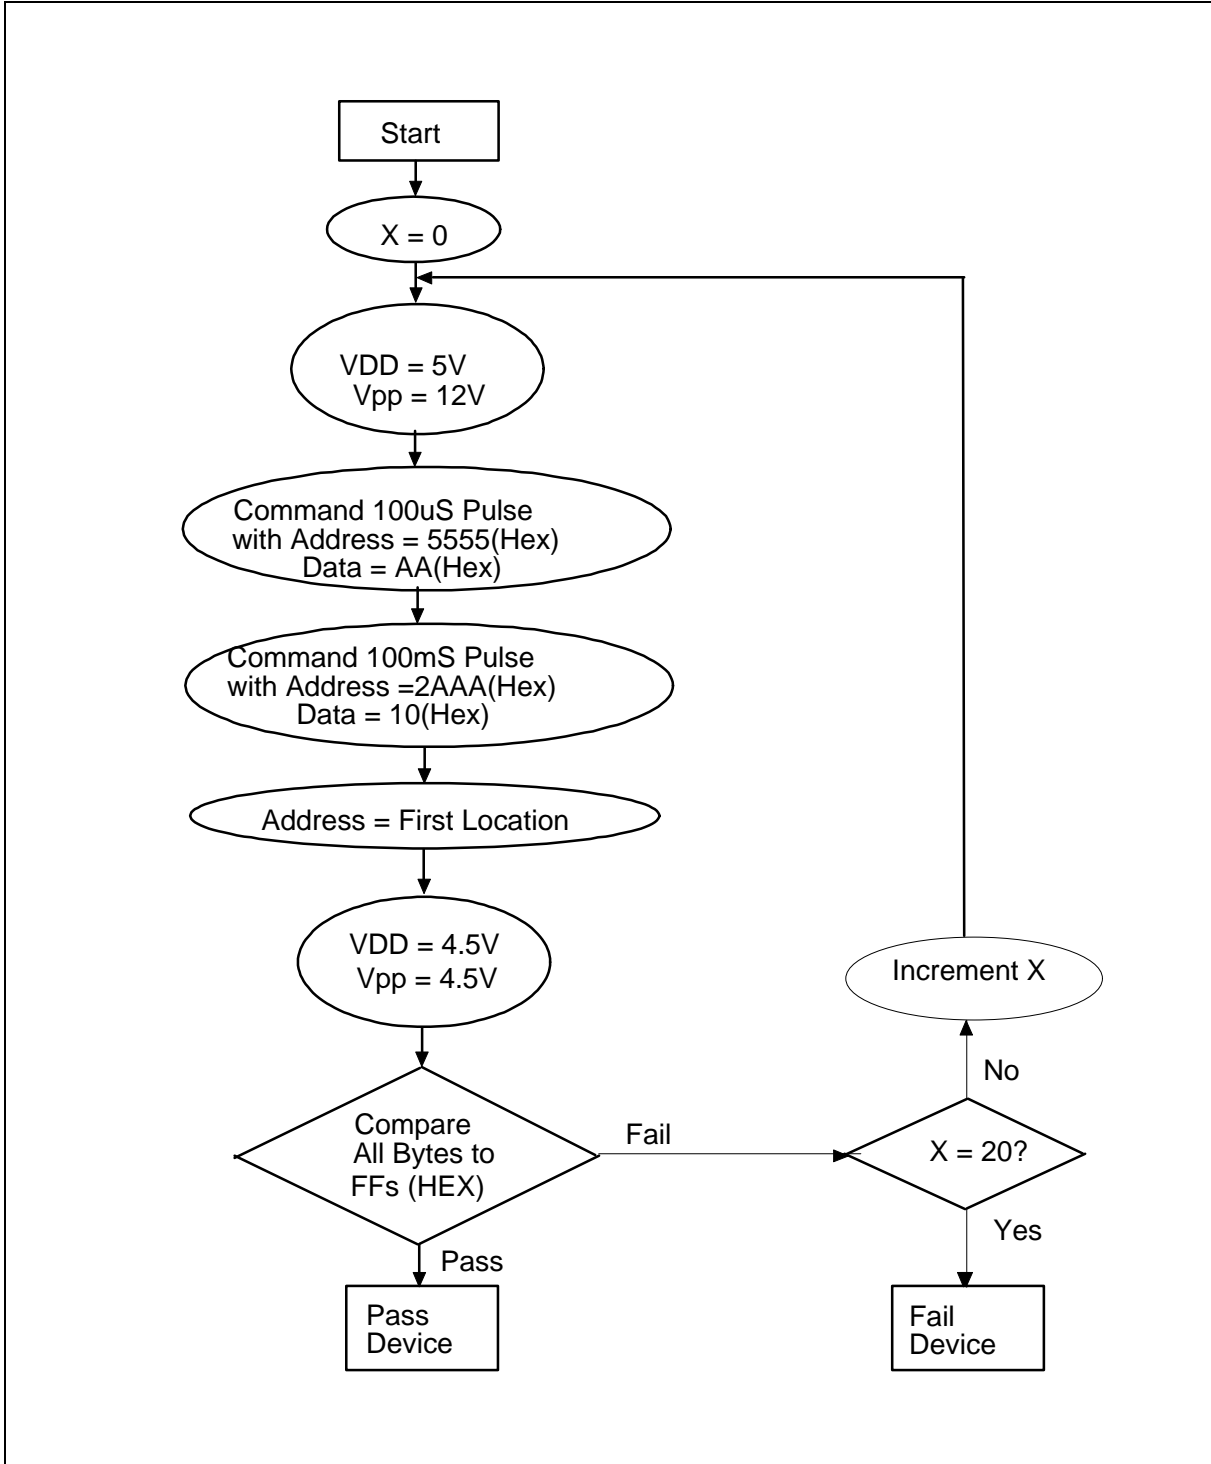 Start
X = 0
VDD = 5V
Vpp = 12V
Command 100uS Pulse
with Address = 5555(Hex)
Data = AA(Hex)
Command 100mS Pulse
with Address =2AAA(Hex)
Data = 10(Hex)
Address = First Location
VDD = 4.5V
Vpp = 4.5V
Increment X
No
Compare
All Bytes to
FFs (HEX)
Fail
X = 20?
Yes
Pass
Pass
Device
Fail
Device